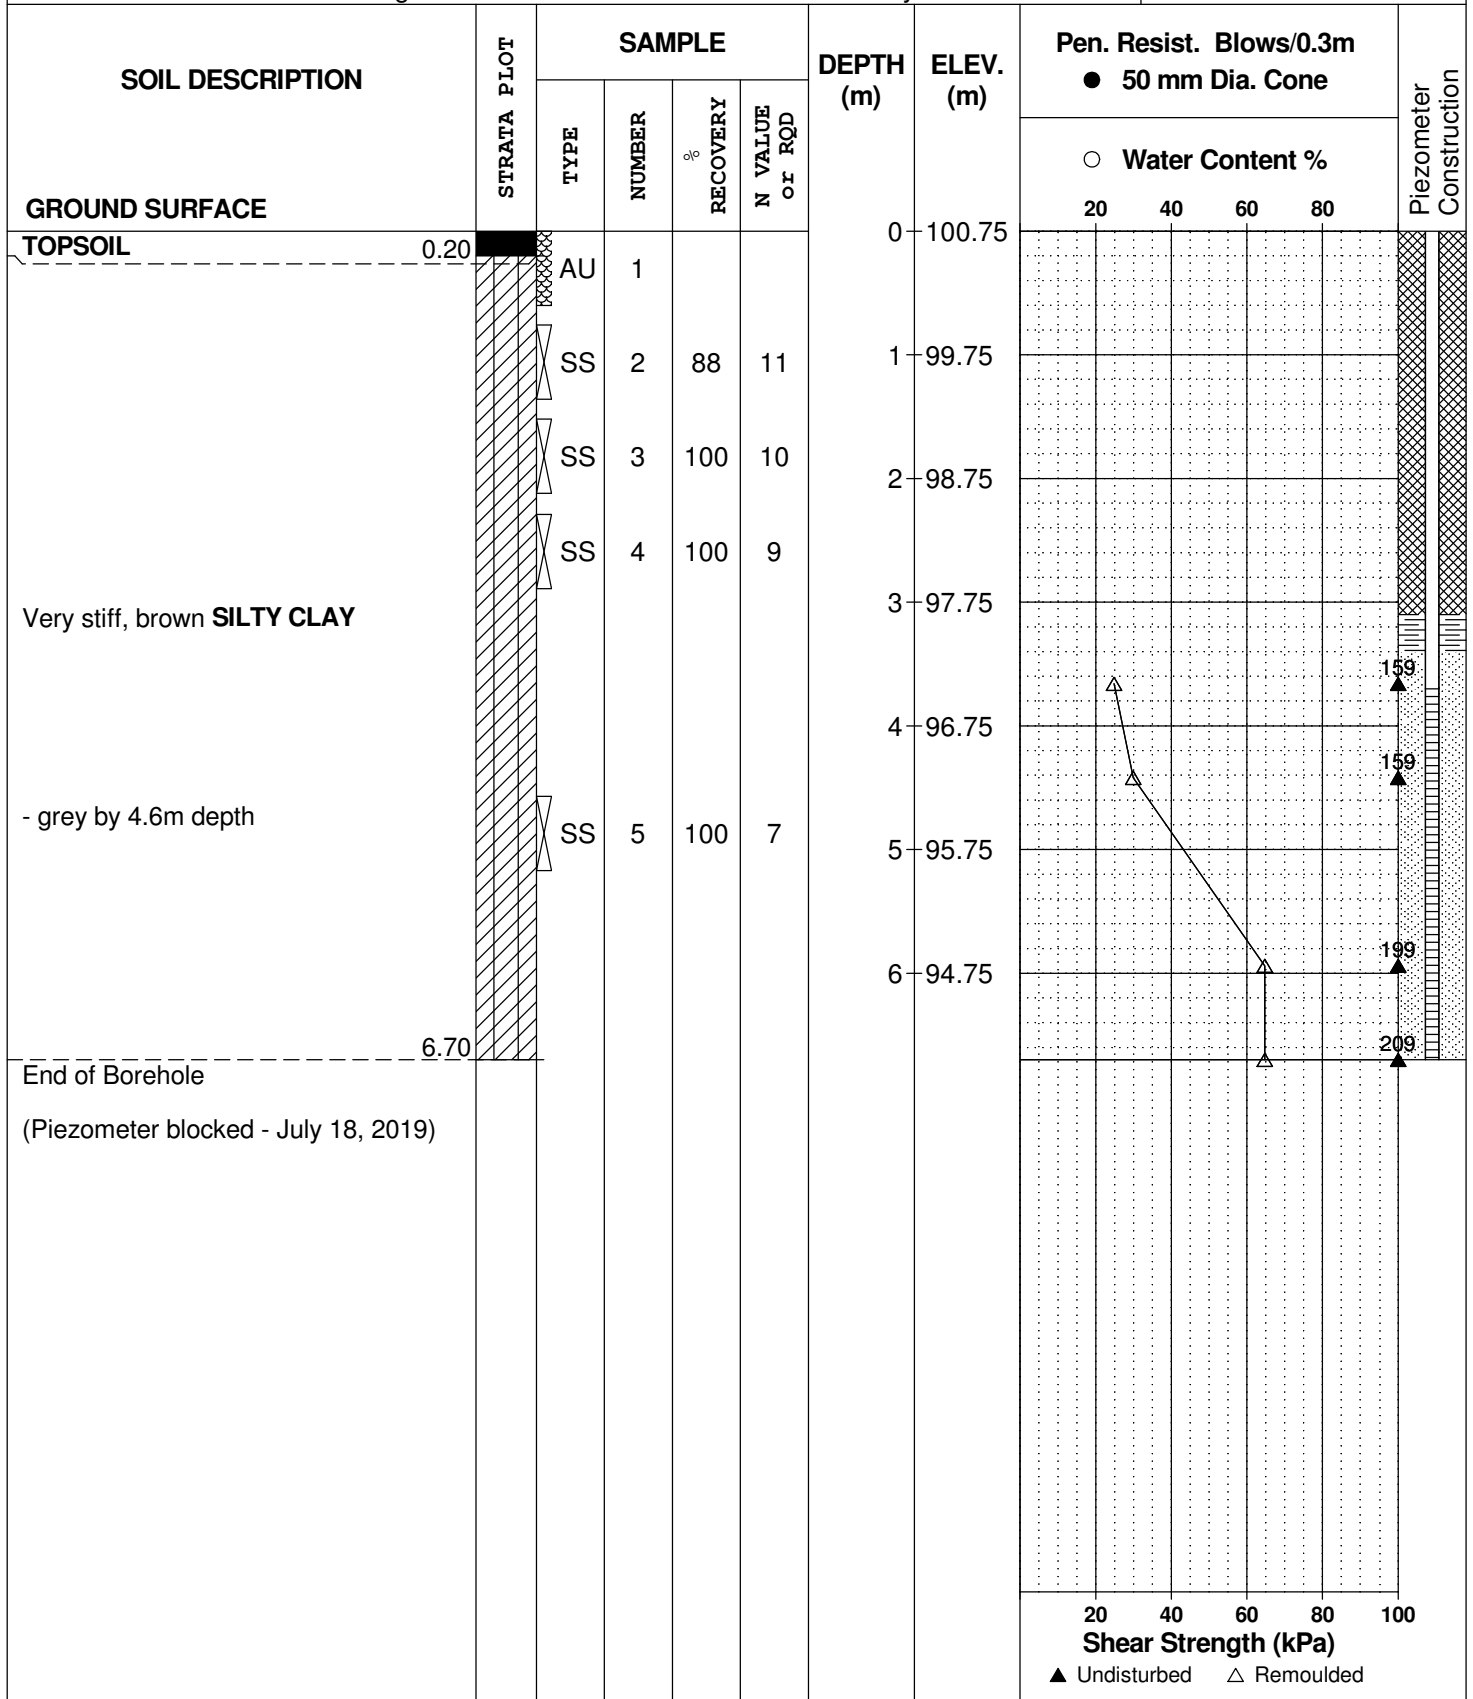 SOIL DESCRIPTION
GROUND SURFACE
STRATA PLOT
SAMPLE
TYPE
NUMBER
%
RECOVERY
N VALUE
or RQD
DEPTH
(m)
ELEV.
(m)
Pen. Resist. Blows/0.3m
● 50 mm Dia. Cone
○ Water Content %
20 40 60 80
Piezometer
Construction
TOPSOIL 0.20
0 100.75
AU 1
SS 2 88 11
1 99.75
SS 3 100 10
2 98.75
SS 4 100 9
3 97.75
Very stiff, brown SILTY CLAY
159
4 96.75
159
- grey by 4.6m depth
SS 5 100 7
5 95.75
199
6 94.75
6.70
209
End of Borehole
(Piezometer blocked - July 18, 2019)
20 40 60 80 100
Shear Strength (kPa)
▲ Undisturbed △ Remoulded